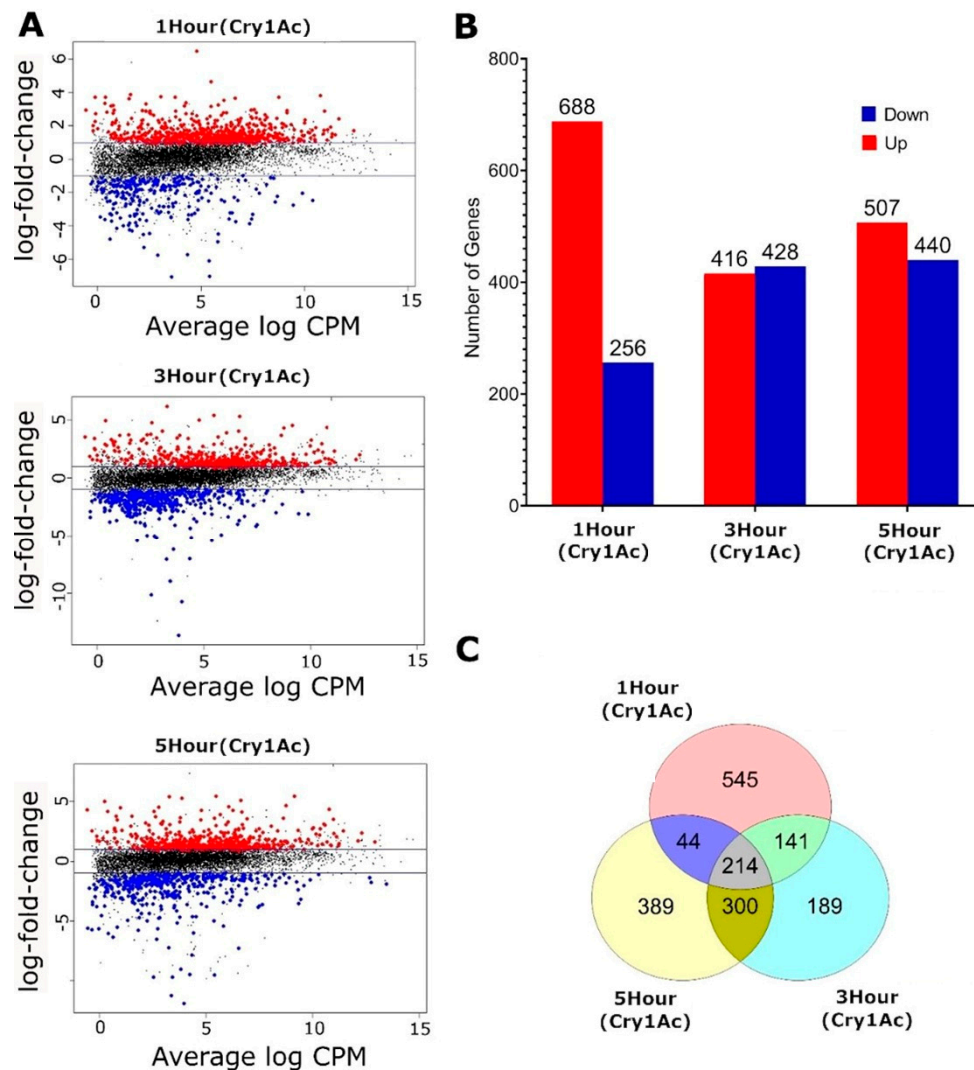 A
1Hour(Cry1Ac)
log-fold-change
6
4
2
0
-2
-4
-6
0 5 10 15
Average log CPM
3Hour(Cry1Ac)
log-fold-change
5
0
-5
-10
0 5 10 15
Average log CPM
5Hour(Cry1Ac)
log-fold-change
5
0
-5
0 5 10 15
Average log CPM
B
Number of Genes
800
600
400
200
0
688
256
416
428
507
440
Down
Up
1Hour
(Cry1Ac)
3Hour
(Cry1Ac)
5Hour
(Cry1Ac)
C
1Hour
(Cry1Ac)
545
44
141
214
389
300
189
5Hour
(Cry1Ac)
3Hour
(Cry1Ac)